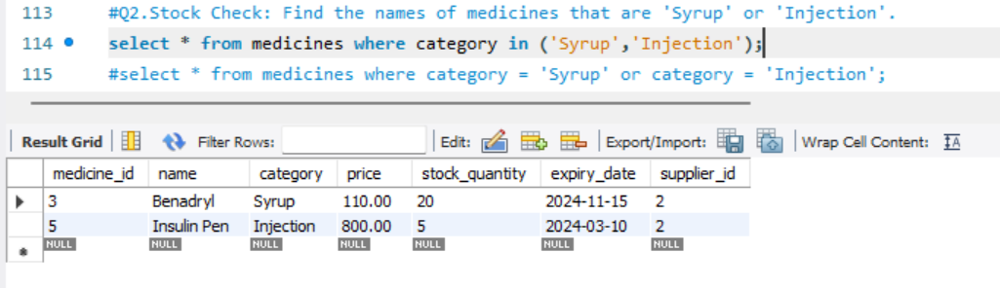 113 #Q2.Stock Check: Find the names of medicines that are 'Syrup' or 'Injection'.
114 select * from medicines where category in ('Syrup','Injection');
115 #select * from medicines where category = 'Syrup' or category = 'Injection';
Result Grid Filter Rows: Edit: Export/Import: Wrap Cell Content: IA
medicine_id name category price stock_quantity expiry_date supplier_id
3 Benadryl Syrup 110.00 20 2024-11-15 2
5 Insulin Pen Injection 800.00 5 2024-03-10 2
NULL NULL NULL NULL NULL NULL NULL